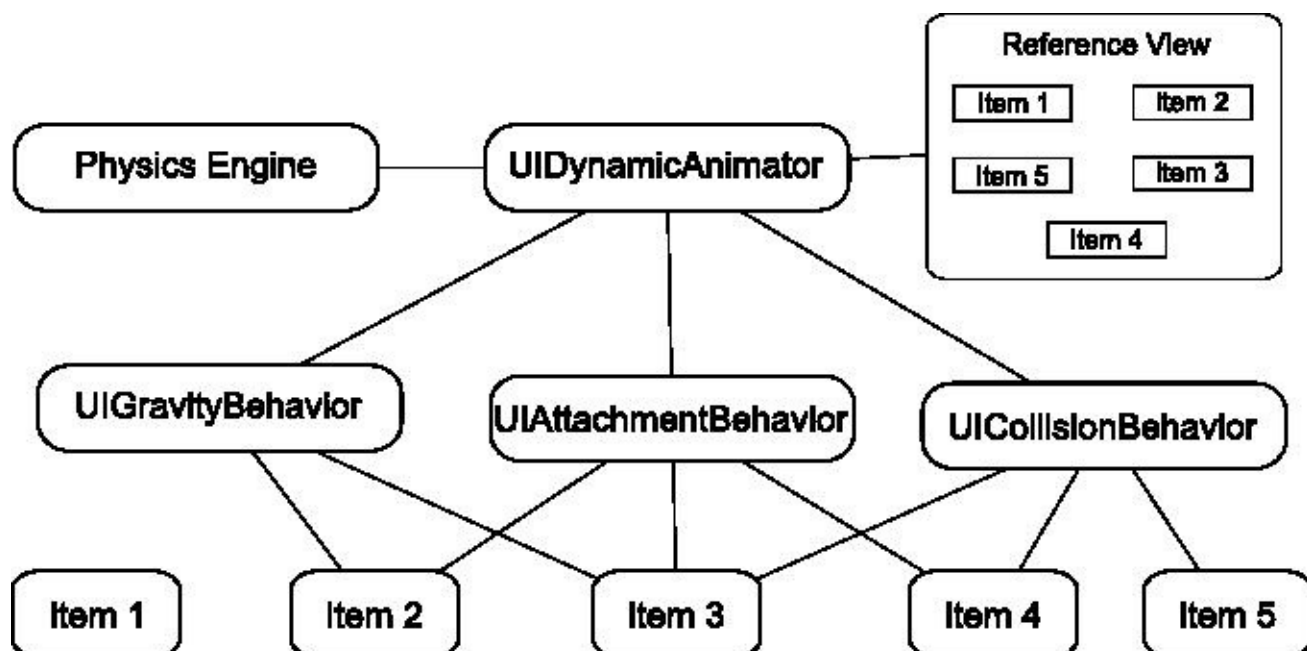 Reference View
Item 1
Item 2
Physics Engine
UIDynamicAnimator
Item 5
Item 3
Item 4
UIGravityBehavior
UIAttachmentBehavior
UICollisionBehavior
Item 1
Item 2
Item 3
Item 4
Item 5